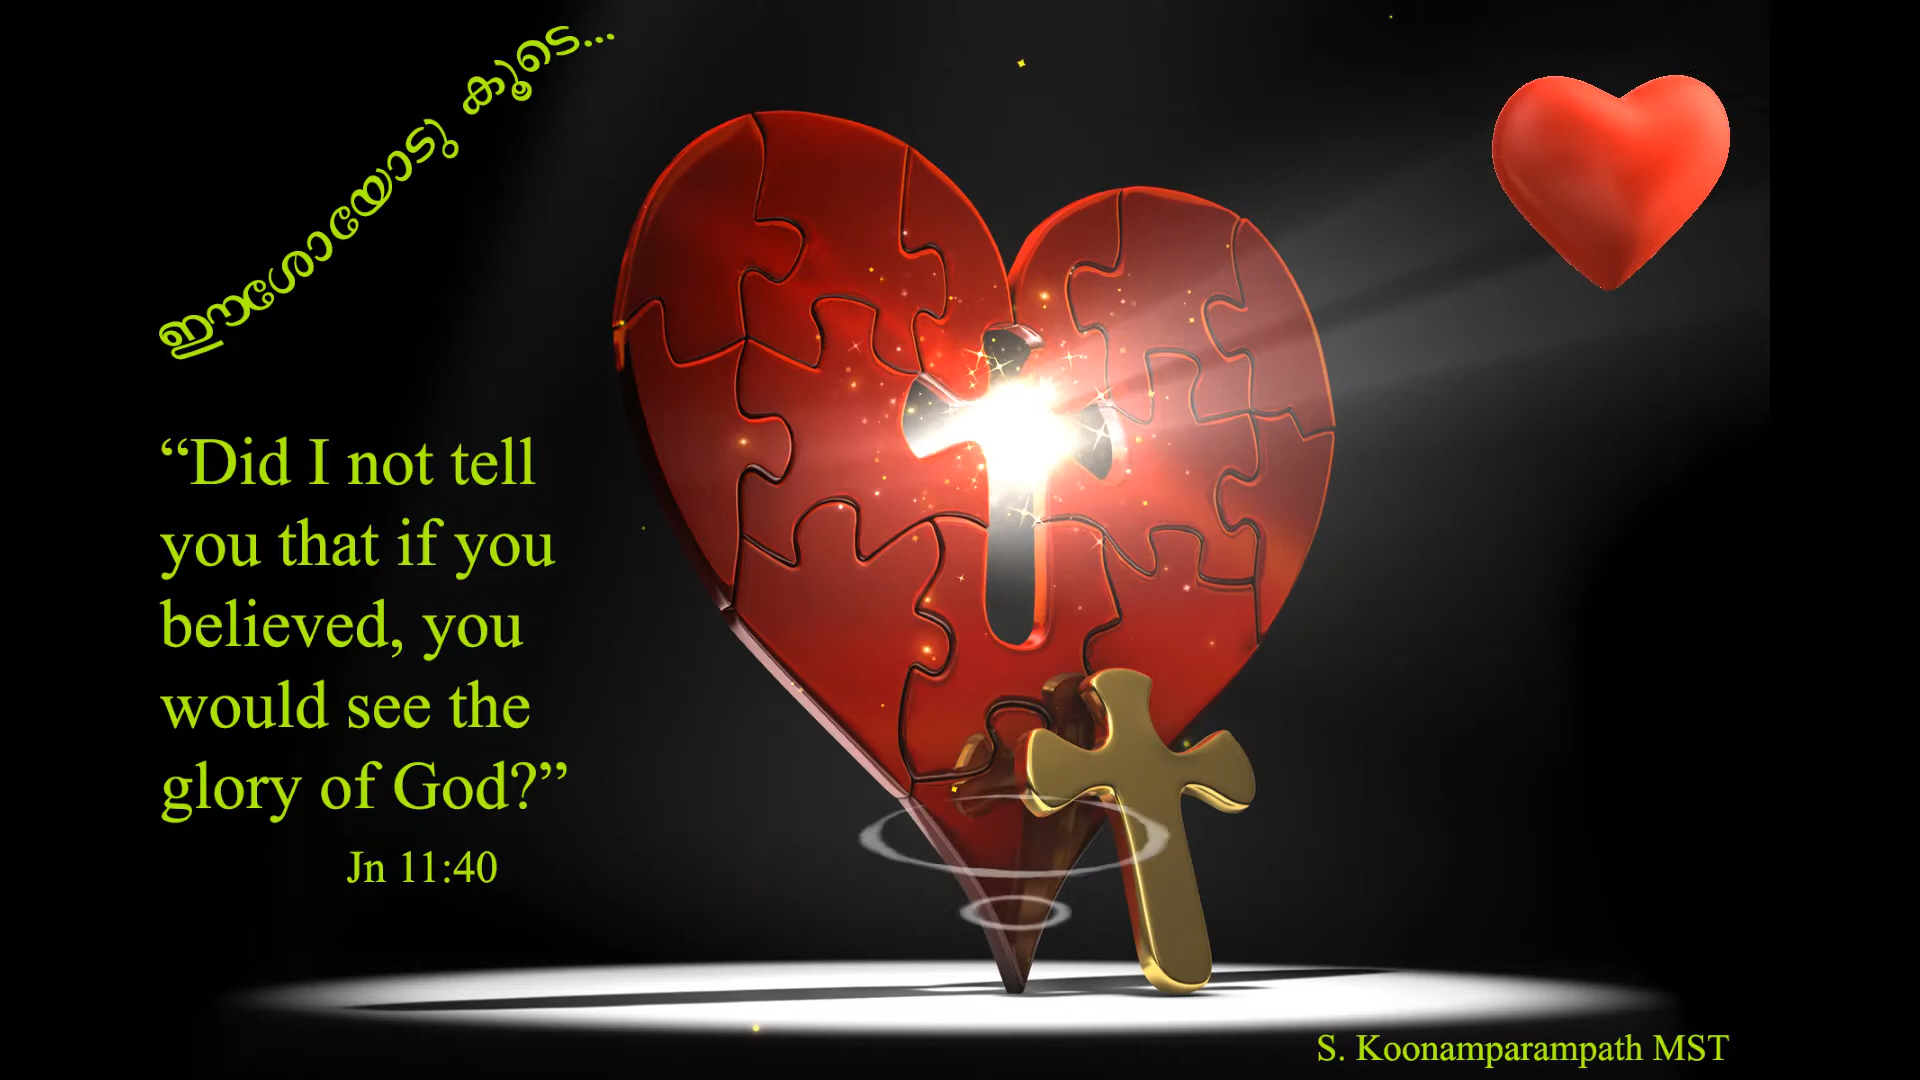 ഈശോയോടു കൂടെ...
“Did I not tell
you that if you
believed, you
would see the
glory of God?”
Jn 11:40
S. Koonamparampath MST